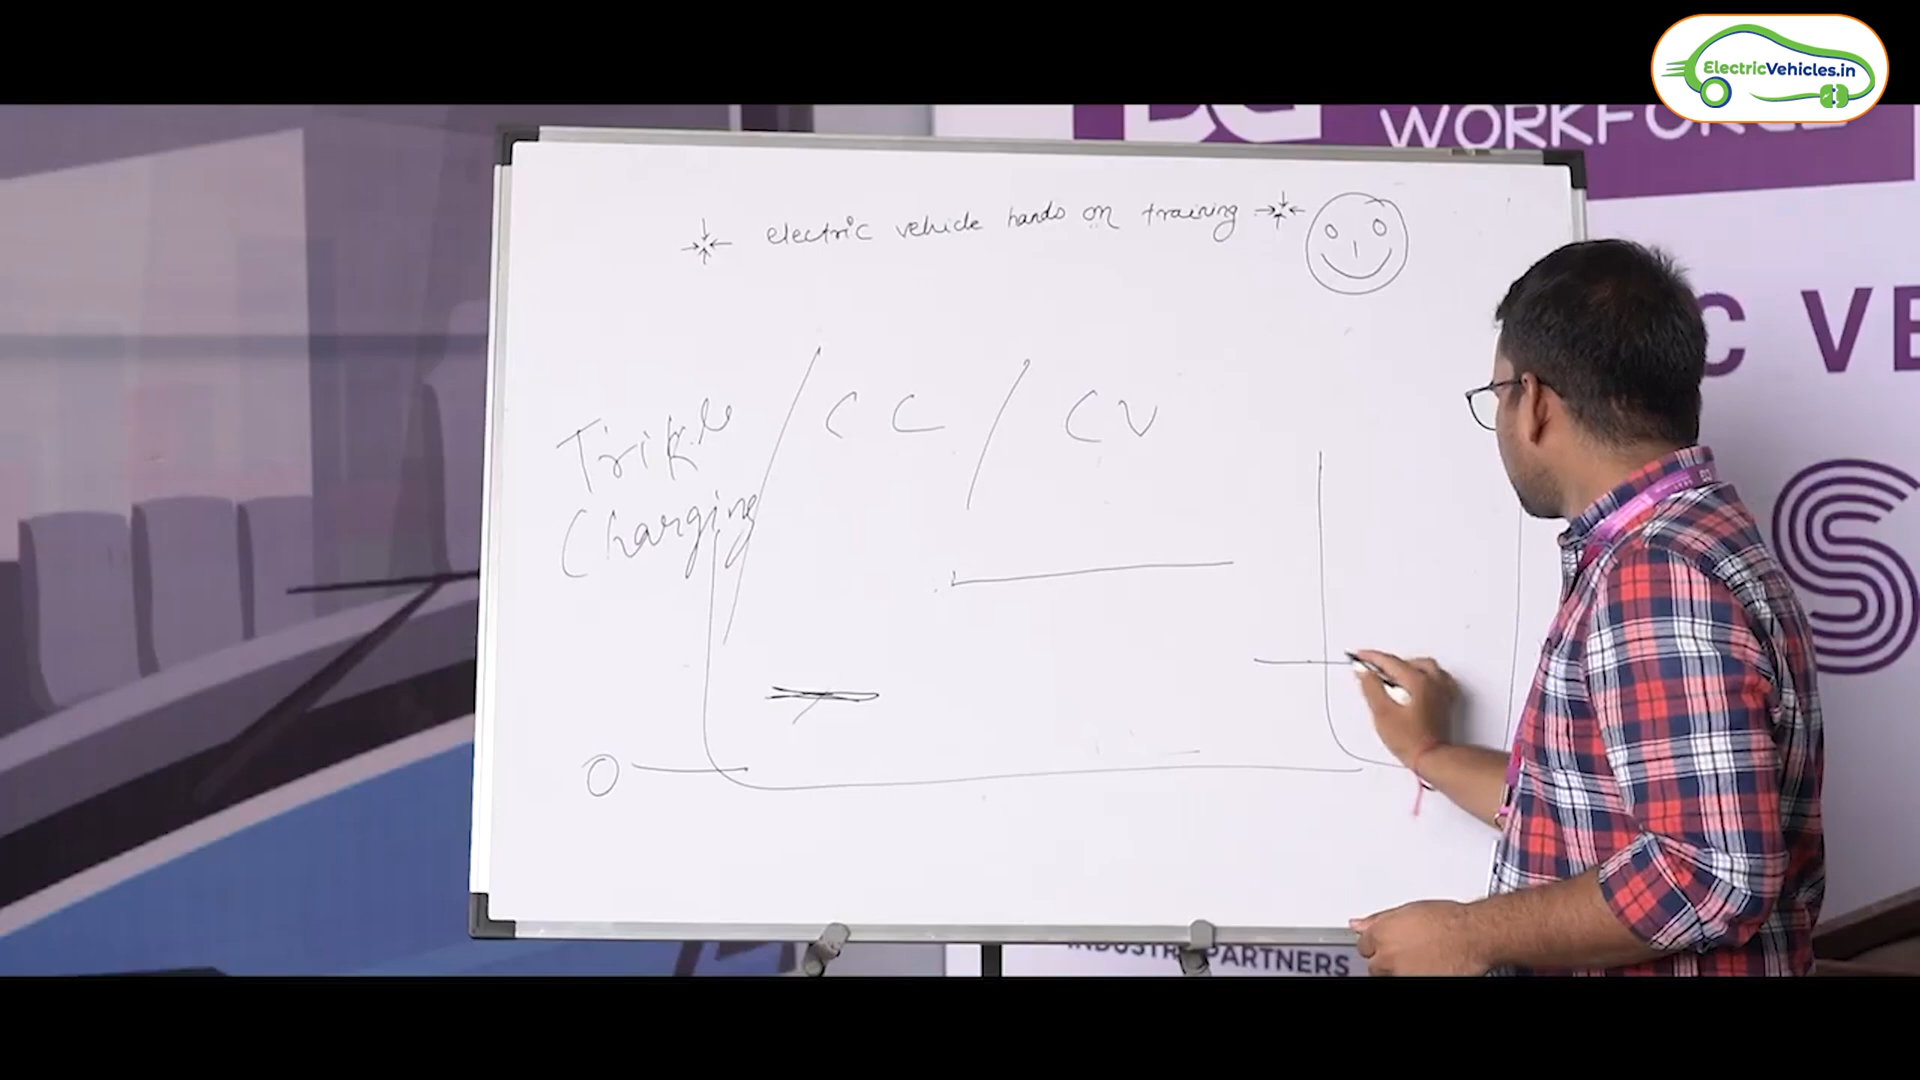 ElectricVehicles.in
WORKFORCE
electric vehicle hands on training
C VE
Trikle / CC / CV
Charging
S
O
INDUSTRY PARTNERS